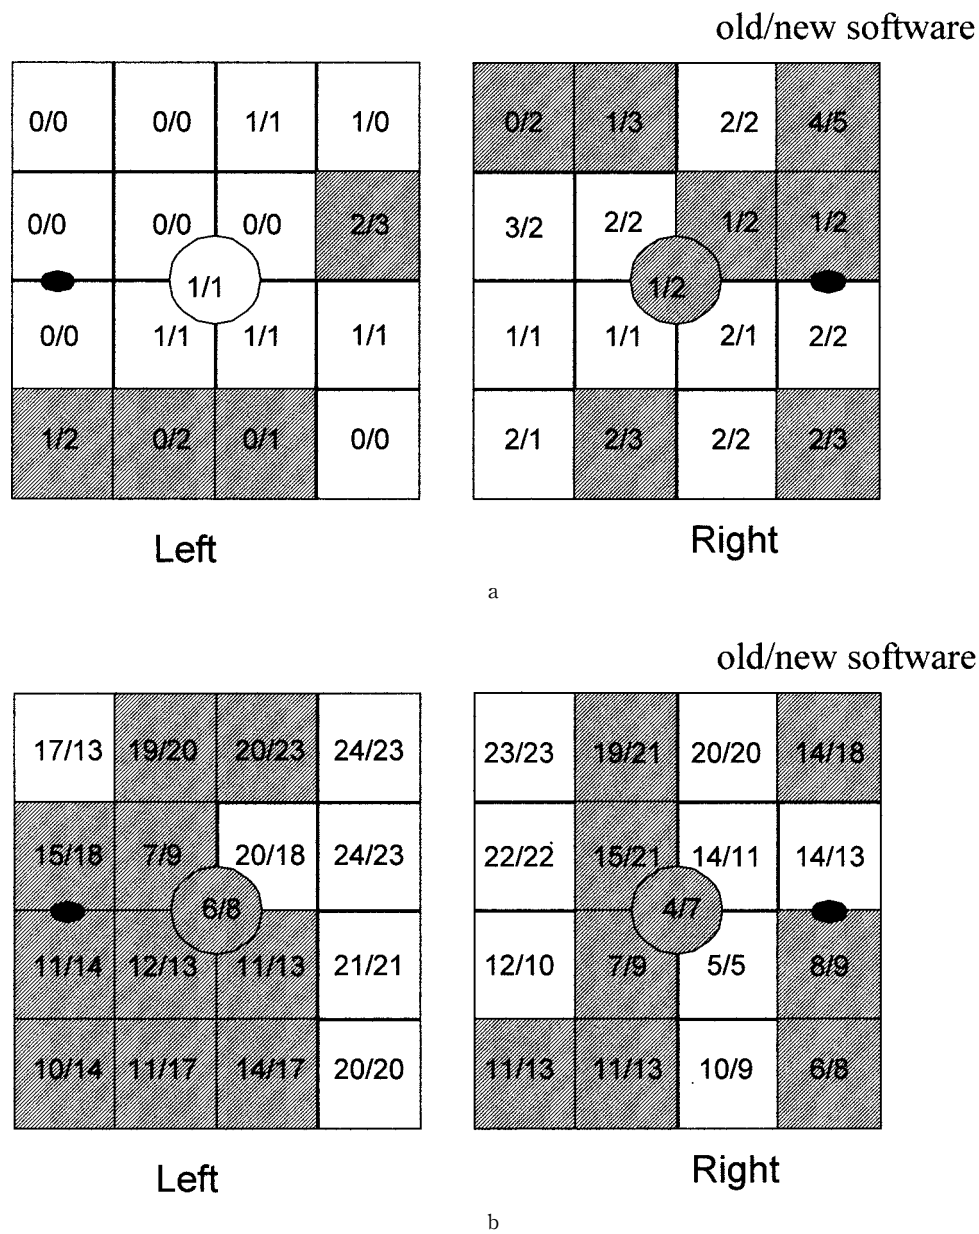 old/new software
0/0 0/0 1/1 1/0 0/2 1/3 2/2 4/5
0/0 0/0 0/0 2/3 3/2 2/2 1/2 1/2
1/1 1/2
0/0 1/1 1/1 1/1 1/1 1/1 2/1 2/2
1/2 0/2 0/1 0/0 2/1 2/3 2/2 2/3
Left Right
a
old/new software
17/13 19/20 20/23 24/23 23/23 19/21 20/20 14/18
15/18 7/9 20/18 24/23 22/22 15/21 14/11 14/13
6/8 4/7
11/14 12/13 11/13 21/21 12/10 7/9 5/5 8/9
10/14 11/17 14/17 20/20 11/13 11/13 10/9 6/8
Left Right
b